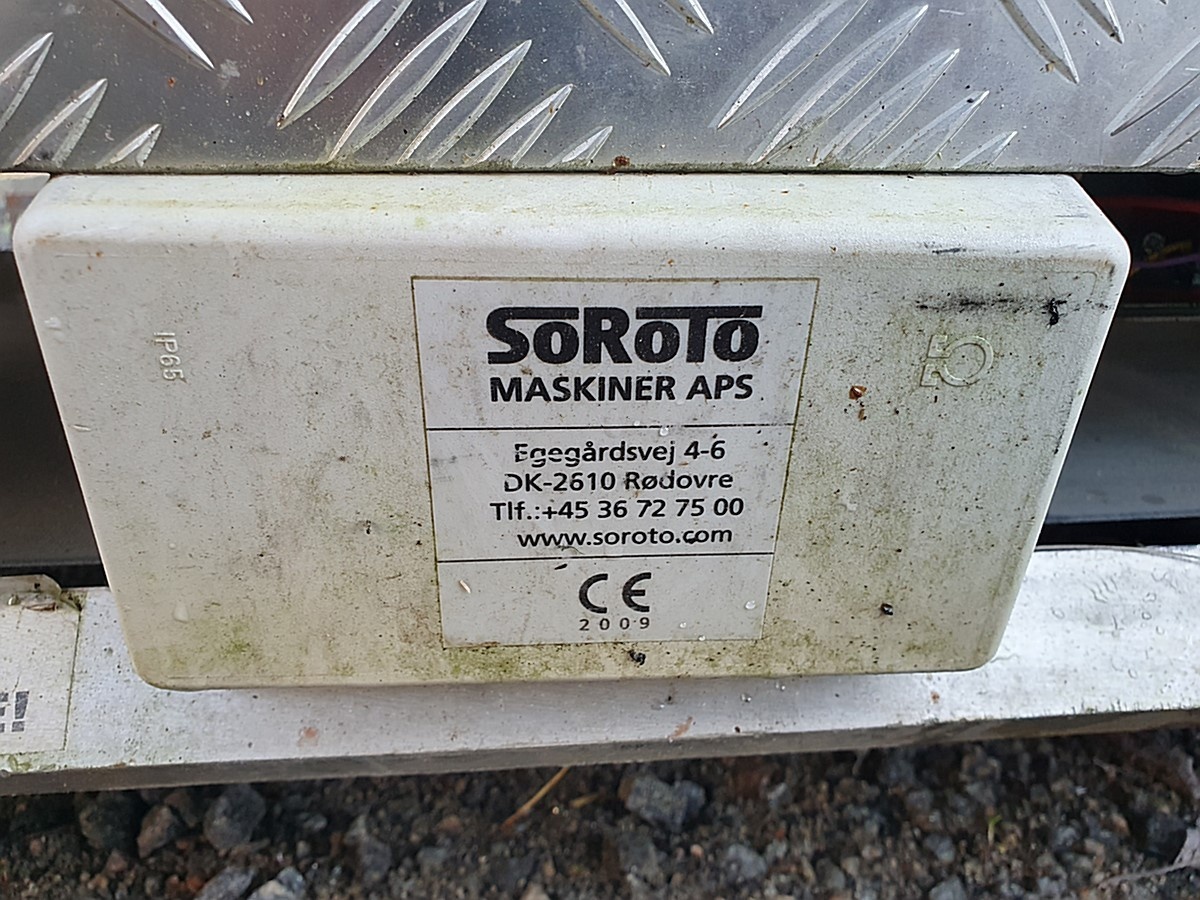 IP65
SoRoTo
MASKINER APS
Egegårdsvej 4-6
DK-2610 Rødovre
Tlf.:+45 36 72 75 00
www.soroto.com
CE
2009